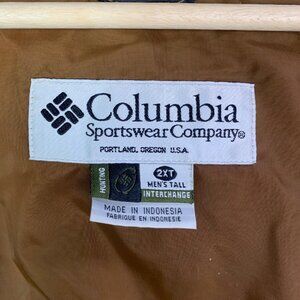 Columbia
Sportswear Company®
PORTLAND, OREGON U.S.A.
HUNTING
2XT
MEN'S TALL
INTERCHANGE
MADE IN INDONESIA
FABRIQUE EN INDONESIE